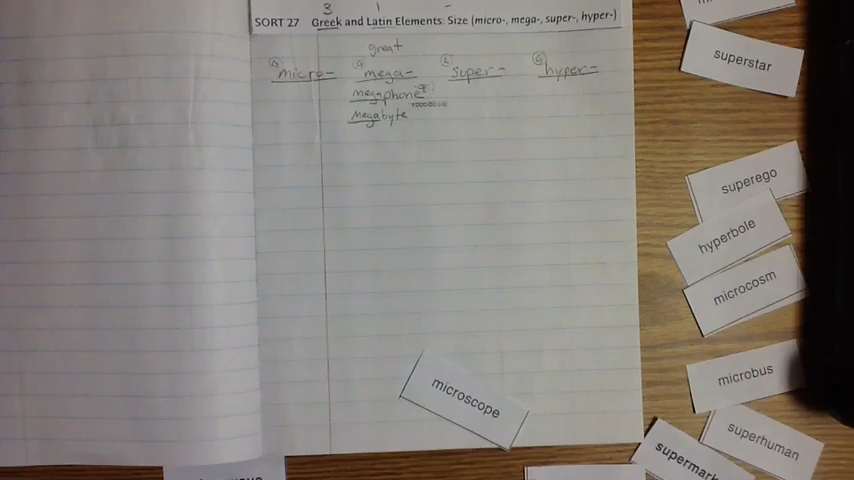 3 1 -
SORT 27 Greek and Latin Elements: Size (micro-, mega-, super-, hyper-)
great
G micro- G mega- L super- G hyper-
megaphone
megabyte
superstar
superego
hyperbole
microcosm
microbus
microscope
superhuman